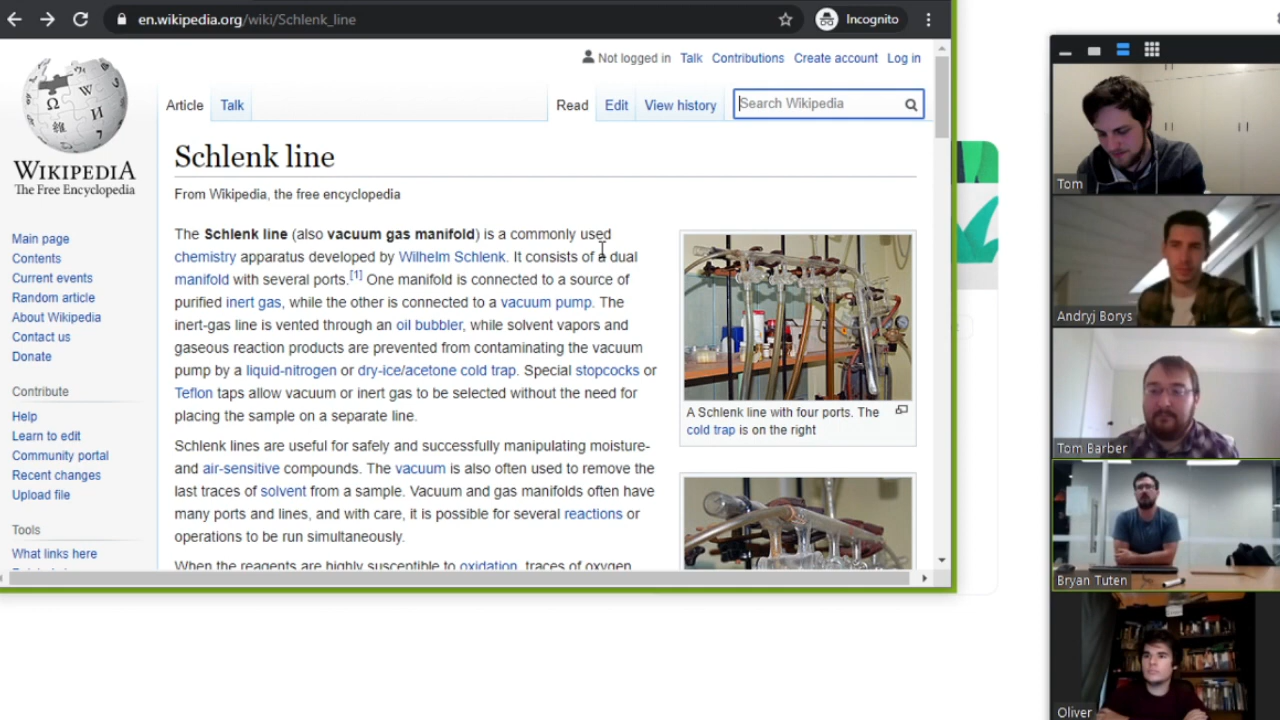 en.wikipedia.org/wiki/Schlenk_line
Incognito
Not logged in Talk Contributions Create account Log in
Article Talk Read Edit View history Search Wikipedia
WIKIPEDIA
The Free Encyclopedia
Main page
Contents
Current events
Random article
About Wikipedia
Contact us
Donate
Contribute
Help
Learn to edit
Community portal
Recent changes
Upload file
Tools
What links here
Schlenk line
From Wikipedia, the free encyclopedia
The Schlenk line (also vacuum gas manifold) is a commonly used
chemistry apparatus developed by Wilhelm Schlenk. It consists of a dual
manifold with several ports.[1] One manifold is connected to a source of
purified inert gas, while the other is connected to a vacuum pump. The
inert-gas line is vented through an oil bubbler, while solvent vapors and
gaseous reaction products are prevented from contaminating the vacuum
pump by a liquid-nitrogen or dry-ice/acetone cold trap. Special stopcocks or
Teflon taps allow vacuum or inert gas to be selected without the need for
placing the sample on a separate line.
Schlenk lines are useful for safely and successfully manipulating moisture-
and air-sensitive compounds. The vacuum is also often used to remove the
last traces of solvent from a sample. Vacuum and gas manifolds often have
many ports and lines, and with care, it is possible for several reactions or
operations to be run simultaneously.
When the reagents are highly susceptible to oxidation, traces of oxygen
A Schlenk line with four ports. The
cold trap is on the right
Tom
Andryj Borys
Tom Barber
Bryan Tuten
Oliver